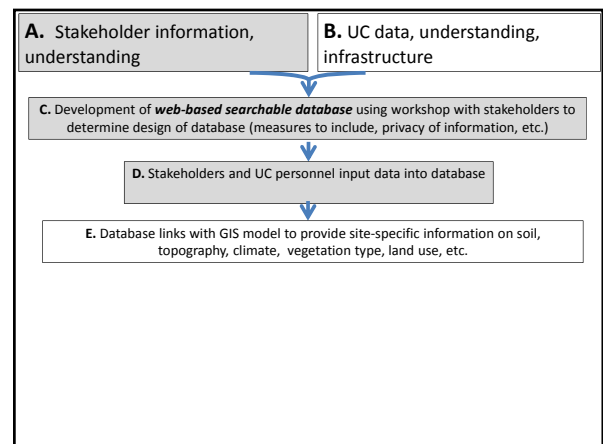 A. Stakeholder information,
understanding
B. UC data, understanding,
infrastructure
C. Development of web-based searchable database using workshop with stakeholders to
determine design of database (measures to include, privacy of information, etc.)
D. Stakeholders and UC personnel input data into database
E. Database links with GIS model to provide site-specific information on soil,
topography, climate, vegetation type, land use, etc.